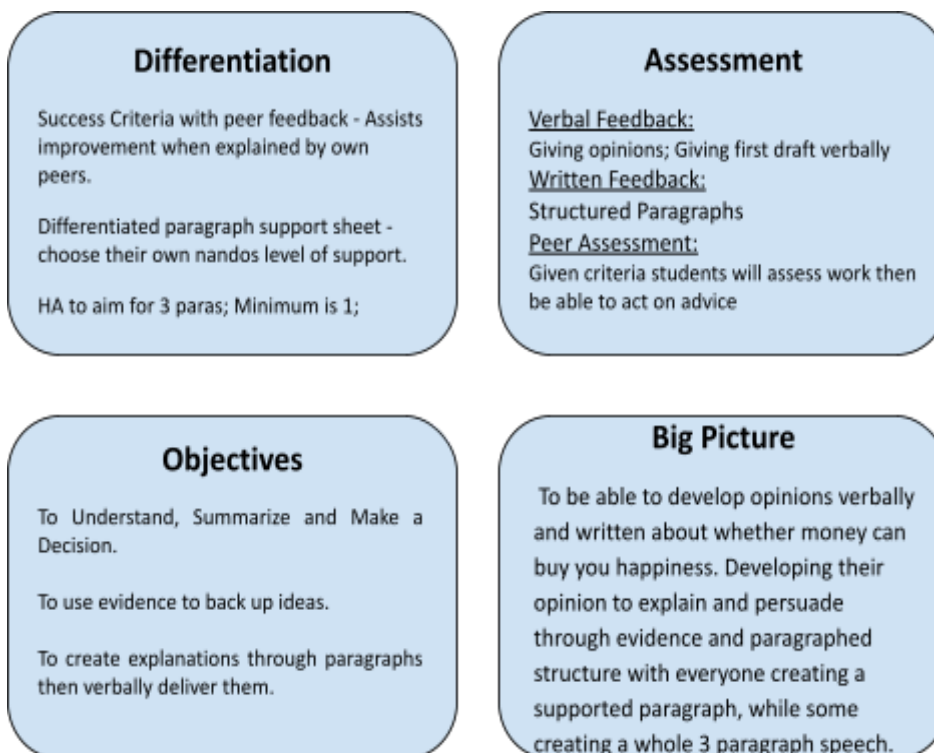 Differentiation
Success Criteria with peer feedback - Assists
improvement when explained by own
peers.
Differentiated paragraph support sheet -
choose their own nandos level of support.
HA to aim for 3 paras; Minimum is 1;
Assessment
Verbal Feedback:
Giving opinions; Giving first draft verbally
Written Feedback:
Structured Paragraphs
Peer Assessment:
Given criteria students will assess work then
be able to act on advice
Objectives
To Understand, Summarize and Make a
Decision.
To use evidence to back up ideas.
To create explanations through paragraphs
then verbally deliver them.
Big Picture
To be able to develop opinions verbally
and written about whether money can
buy you happiness. Developing their
opinion to explain and persuade
through evidence and paragraphed
structure with everyone creating a
supported paragraph, while some
creating a whole 3 paragraph speech.